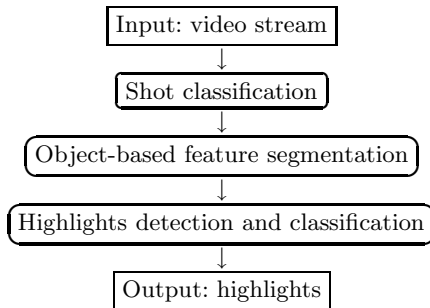 Input: video stream
Shot classification
Object-based feature segmentation
Highlights detection and classification
Output: highlights